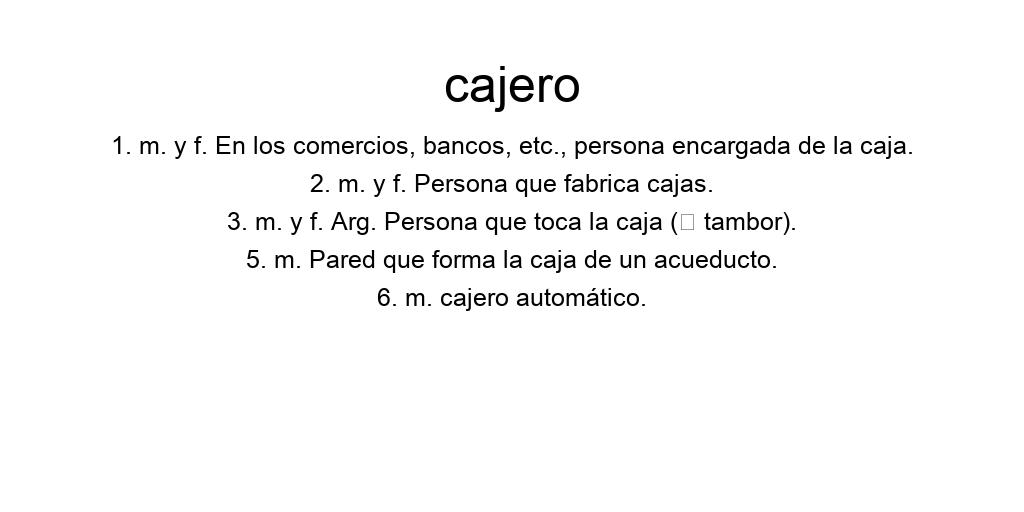 cajero
1. m. y f. En los comercios, bancos, etc., persona encargada de la caja.
2. m. y f. Persona que fabrica cajas.
3. m. y f. Arg. Persona que toca la caja (□ tambor).
5. m. Pared que forma la caja de un acueducto.
6. m. cajero automático.